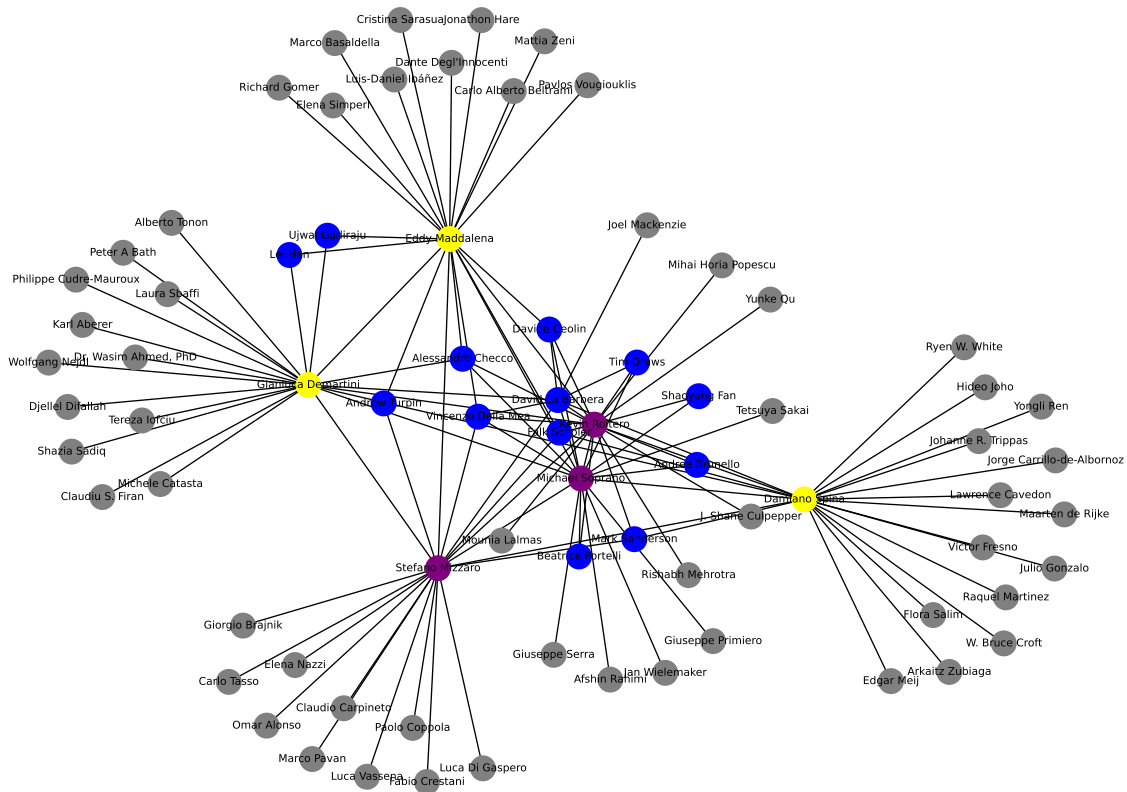 Cristina Sarasua
Jonathon Hare
Marco Basaldella
Mattia Zeni
Dante Degl'Innocenti
Luis-Daniel Ibáñez
Richard Gomer
Carlo Alberto Beltrami
Pavlos Vougiouklis
Elena Simperl
Alberto Tonon
Joel Mackenzie
Ujwal Gadiraju
Eddy Maddalena
Peter A Bath
Lei Han
Mihai Horia Popescu
Philippe Cudre-Mauroux
Laura Sbaffi
Yunke Qu
Karl Aberer
Davide Ceolin
Ryen W. White
Dr. Wasim Ahmed, PhD
Alessandro Checco
Wolfgang Nejdl
Tim Draws
Gianluca Demartini
Hideo Joho
Shaoyang Fan
Davide La Barbera
Andrew Turpin
Djellel Difallah
Yongli Ren
Tetsuya Sakai
Vincenzo Della Mea
Tereza Iofciu
Kevin Roitero
Falk Scholer
Johanne R. Trippas
Shazia Sadiq
Jorge Carrillo-de-Albornoz
Andrea Brunello
Michael Soprano
Michele Catasta
Claudiu S. Firan
Lawrence Cavedon
Damiano Spina
Maarten de Rijke
J. Shane Culpepper
Mark Sanderson
Mounia Lalmas
Victor Fresno
Beatrice Portelli
Stefano Mizzaro
Julio Gonzalo
Rishabh Mehrotra
Raquel Martinez
Flora Salim
Giorgio Brajnik
Giuseppe Primiero
W. Bruce Croft
Giuseppe Serra
Elena Nazzi
Jan Wielemaker
Arkaitz Zubiaga
Afshin Rahimi
Edgar Meij
Carlo Tasso
Claudio Carpineto
Omar Alonso
Paolo Coppola
Marco Pavan
Luca Di Gaspero
Luca Vassena
Fabio Crestani